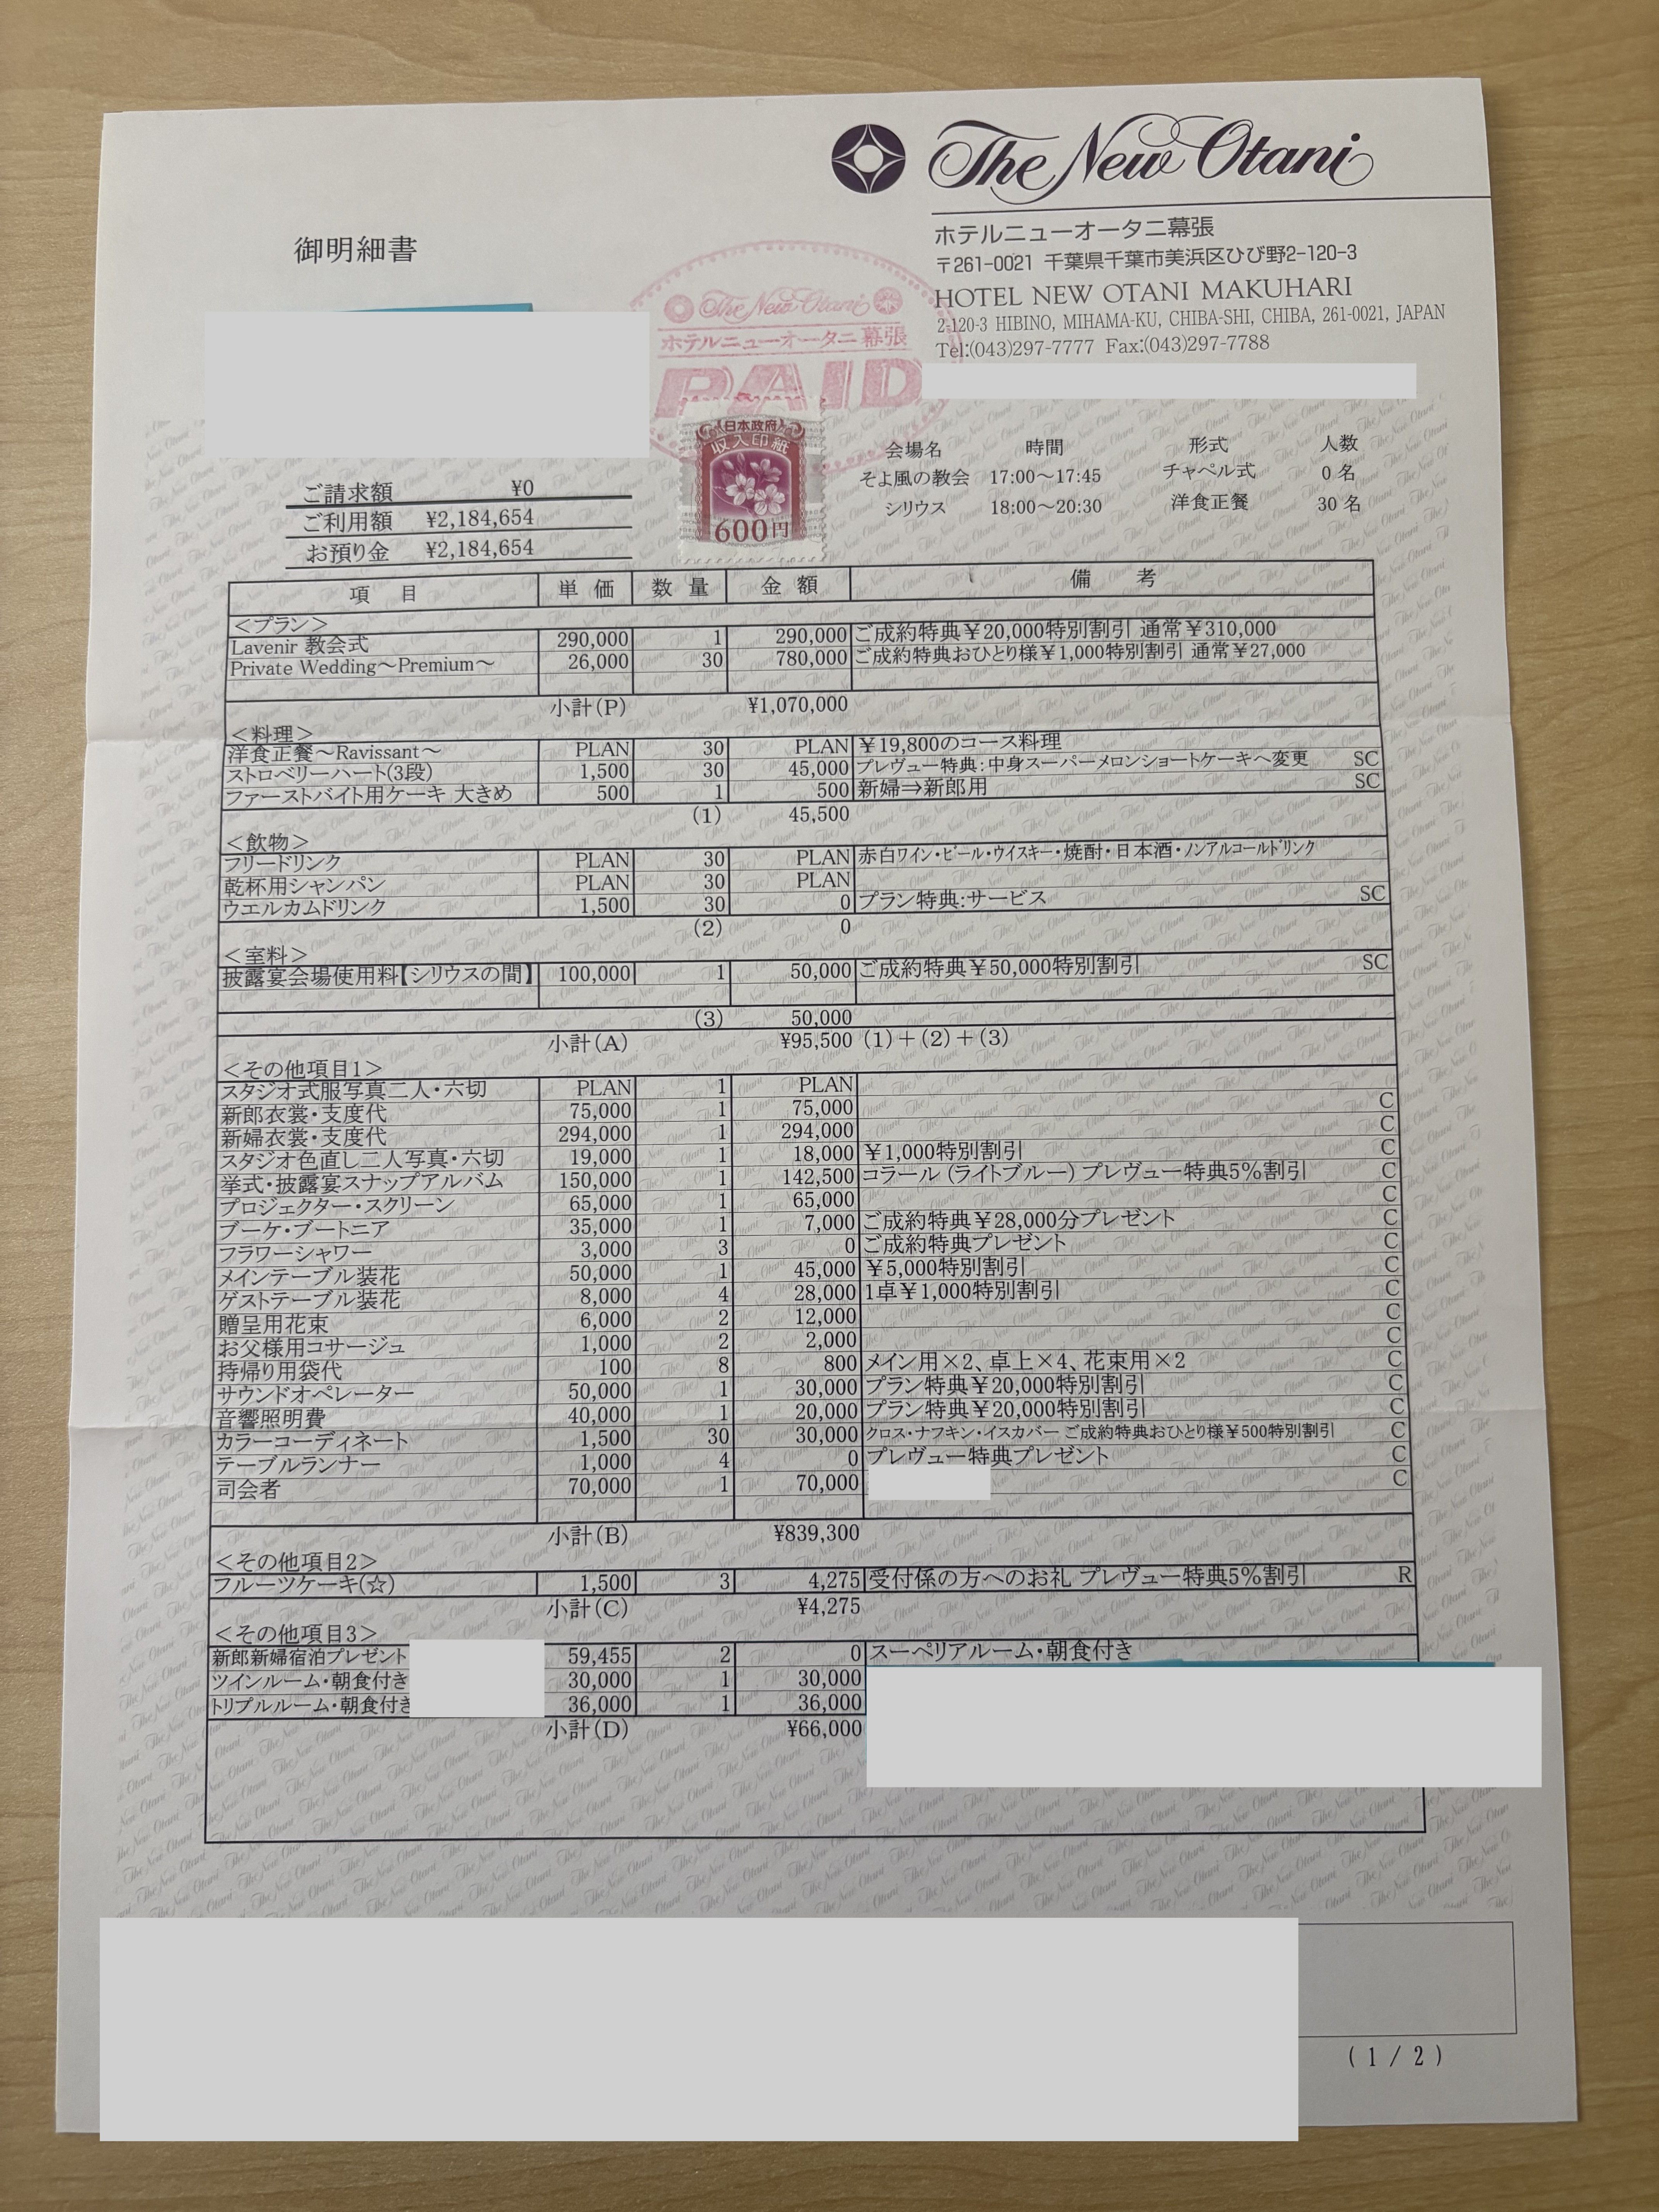 The New Otani
ホテルニューオータニ幕張
〒261-0021 千葉県千葉市美浜区ひび野2-120-3
HOTEL NEW OTANI MAKUHARI
2-120-3 HIBINO, MIHAMA-KU, CHIBA-SHI, CHIBA, 261-0021, JAPAN
Tel:(043)297-7777 Fax:(043)297-7788
御明細書
The New Otani
ホテルニューオータニ幕張
PAID
日本政府
収入印紙
600円
会場名 時間 形式 人数
そよ風の教会 17:00～17:45 チャペル式 0 名
シリウス 18:00～20:30 洋食正餐 30 名
ご請求額 ¥0
ご利用額 ¥2,184,654
お預り金 ¥2,184,654
項 目 単 価 数 量 金 額 備 考
＜プラン＞
Lavenir 教会式 290,000 1 290,000 ご成約特典￥20,000特別割引 通常￥310,000
Private Wedding～Premium～ 26,000 30 780,000 ご成約特典おひとり様￥1,000特別割引 通常￥27,000
小計(P) ¥1,070,000
＜料理＞
洋食正餐～Ravissant～ PLAN 30 PLAN ￥19,800のコース料理
ストロベリーハート(3段) 1,500 30 45,000 プレヴュー特典:中身スーパーメロンショートケーキへ変更 SC
ファーストバイト用ケーキ 大きめ 500 1 500 新婦⇒新郎用 SC
(1) 45,500
＜飲物＞
フリードリンク PLAN 30 PLAN 赤白ワイン・ビール・ウイスキー・焼酎・日本酒・ノンアルコールドリンク
乾杯用シャンパン PLAN 30 PLAN
ウエルカムドリンク 1,500 30 0 プラン特典:サービス SC
(2) 0
＜室料＞
披露宴会場使用料【シリウスの間】 100,000 1 50,000 ご成約特典￥50,000特別割引 SC
(3) 50,000
小計(A) ¥95,500 (1)＋(2)＋(3)
＜その他項目1＞
スタジオ式服写真二人・六切 PLAN 1 PLAN
新郎衣裳・支度代 75,000 1 75,000 C
新婦衣裳・支度代 294,000 1 294,000 C
スタジオ色直し二人写真・六切 19,000 1 18,000 ￥1,000特別割引 C
挙式・披露宴スナップアルバム 150,000 1 142,500 コラール (ライトブルー) プレヴュー特典5%割引 C
プロジェクター・スクリーン 65,000 1 65,000 C
ブーケ・ブートニア 35,000 1 7,000 ご成約特典￥28,000分プレゼント C
フラワーシャワー 3,000 3 0 ご成約特典プレゼント C
メインテーブル装花 50,000 1 45,000 ￥5,000特別割引 C
ゲストテーブル装花 8,000 4 28,000 1卓￥1,000特別割引 C
贈呈用花束 6,000 2 12,000 C
お父様用コサージュ 1,000 2 2,000 C
持帰り用袋代 100 8 800 メイン用×2、卓上×4、花束用×2 C
サウンドオペレーター 50,000 1 30,000 プラン特典￥20,000特別割引 C
音響照明費 40,000 1 20,000 プラン特典￥20,000特別割引 C
カラーコーディネート 1,500 30 30,000 クロス・ナフキン・イスカバー ご成約特典おひとり様￥500特別割引 C
テーブルランナー 1,000 4 0 プレヴュー特典プレゼント C
司会者 70,000 1 70,000 C
小計(B) ¥839,300
＜その他項目2＞
フルーツケーキ(☆) 1,500 3 4,275 受付係の方へのお礼 プレヴュー特典5%割引 R
小計(C) ¥4,275
＜その他項目3＞
新郎新婦宿泊プレゼント 59,455 2 0 スーペリアルーム・朝食付き
ツインルーム・朝食付き 30,000 1 30,000
トリプルルーム・朝食付き 36,000 1 36,000
小計(D) ¥66,000
(1/2)